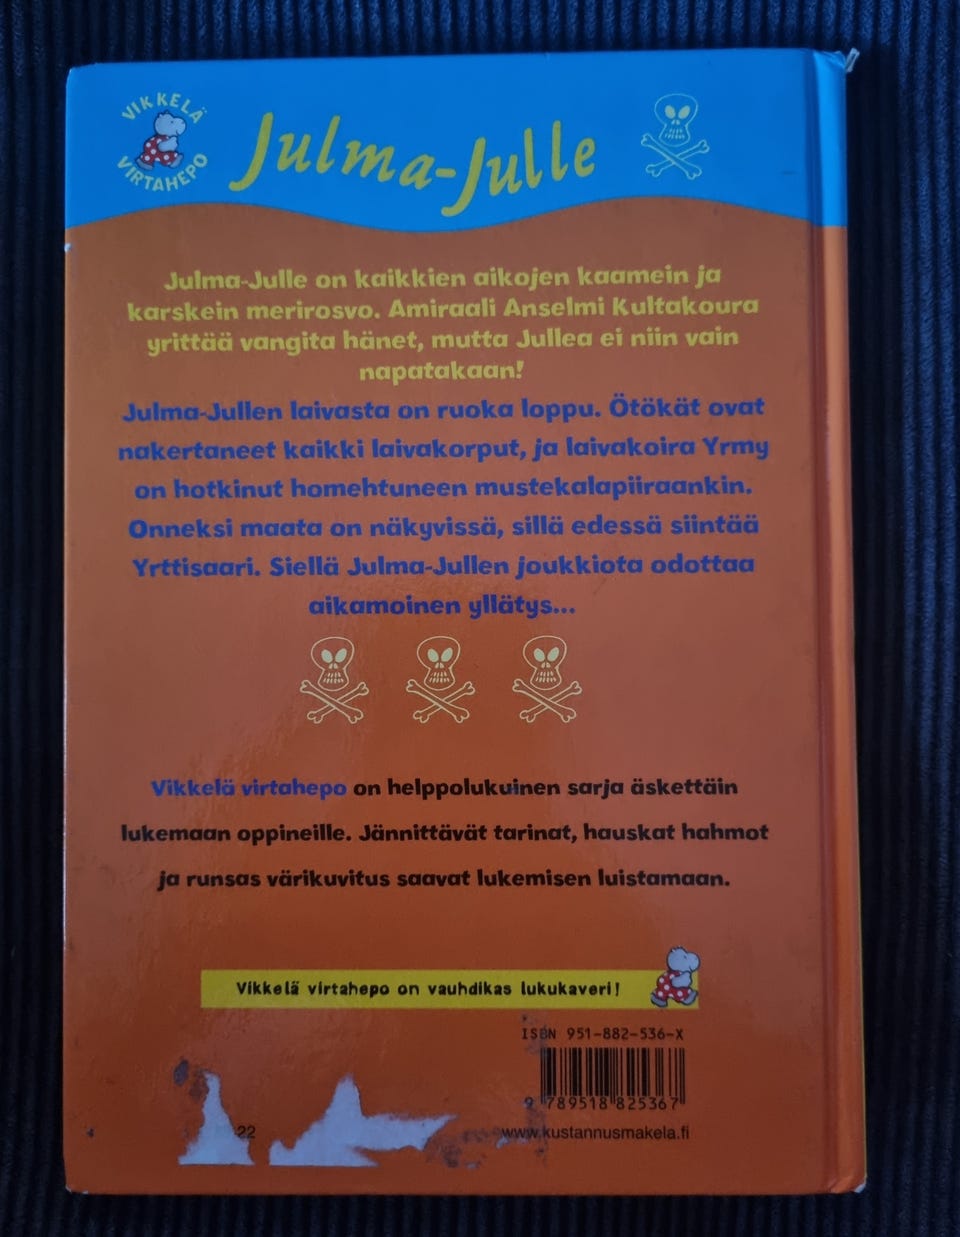 VIKKELÄ
VIRTAHEPO
Julma-Julle
Julma-Julle on kaikkien aikojen kaamein ja
karskein merirosvo. Amiraali Anselmi Kultakoura
yrittää vangita hänet, mutta Jullea ei niin vain
napatakaan!
Julma-Jullen laivasta on ruoka loppu. Ötökät ovat
nakertaneet kaikki laivakorput, ja laivakoira Yrmy
on hotkinut homehtuneen mustekalapiiraankin.
Onneksi maata on näkyvissä, sillä edessä siintää
Yrttisaari. Siellä Julma-Jullen joukkiota odottaa
aikamoinen yllätys...
Vikkelä virtahepo on helppolukuinen sarja äskettäin
lukemaan oppineille. Jännittävät tarinat, hauskat hahmot
ja runsas värikuvitus saavat lukemisen luistamaan.
Vikkelä virtahepo on vauhdikas lukukaveri!
ISBN 951-882-536-X
9 789518 825367
22
www.kustannusmakela.fi